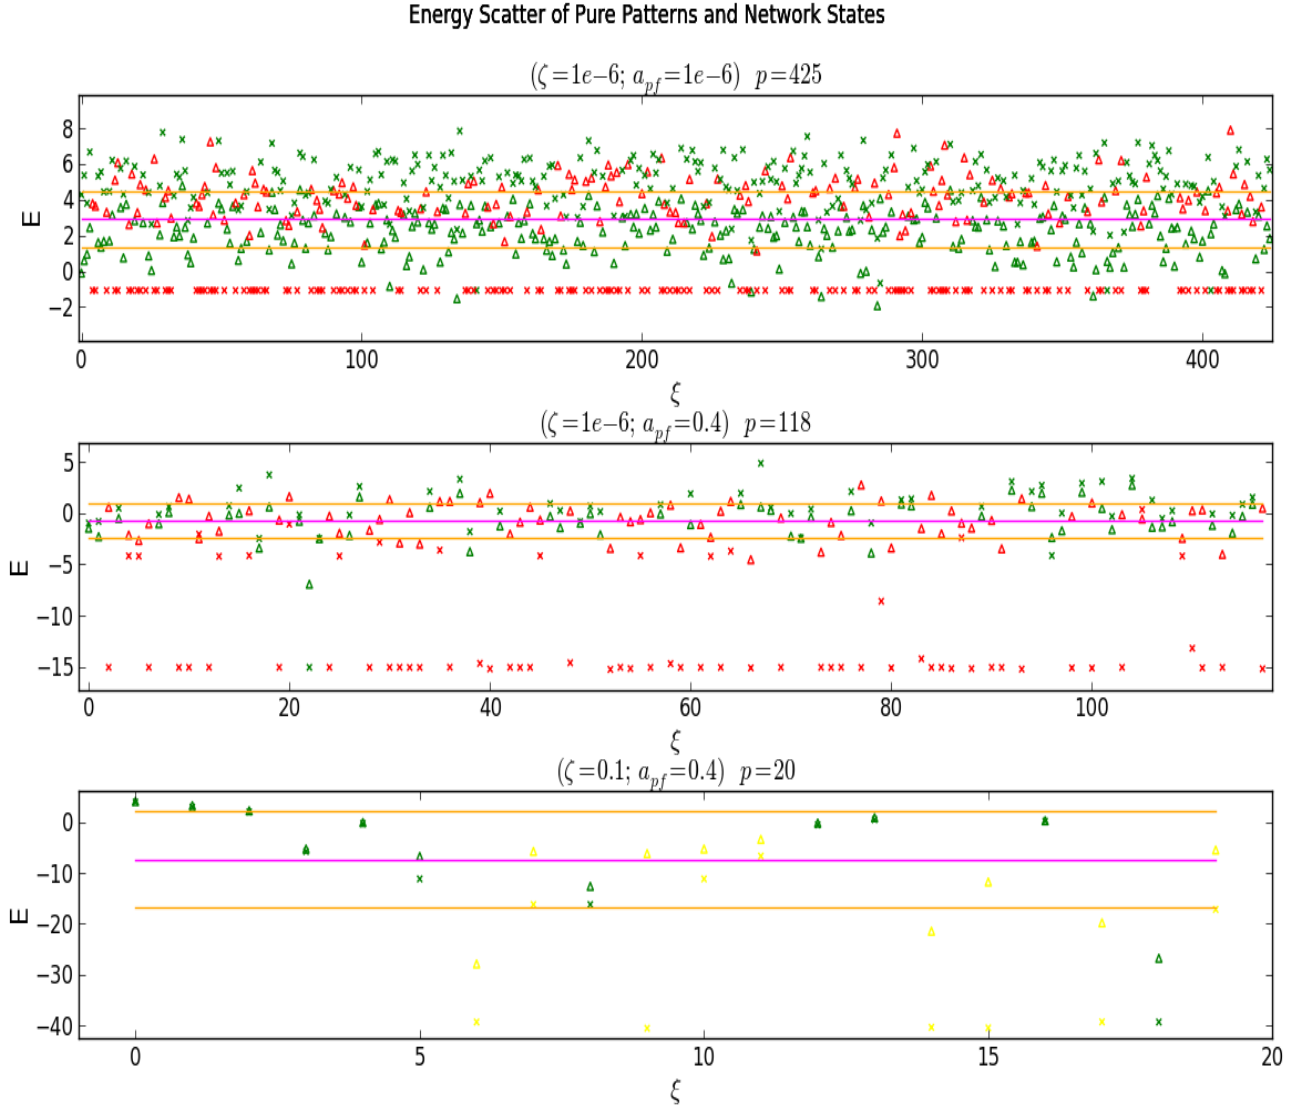 Energy Scatter of Pure Patterns and Network States
(ζ=1e−6; a_pf=1e−6) p=425
E
8
6
4
2
0
−2
0 100 200 300 400
ξ
(ζ=1e−6; a_pf=0.4) p=118
E
5
0
−5
−10
−15
0 20 40 60 80 100
ξ
(ζ=0.1; a_pf=0.4) p=20
E
0
−10
−20
−30
−40
0 5 10 15 20
ξ